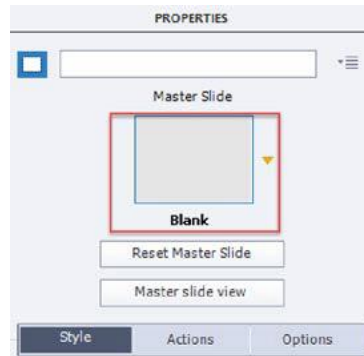 PROPERTIES
Master Slide
Blank
Reset Master Slide
Master slide view
Style Actions Options